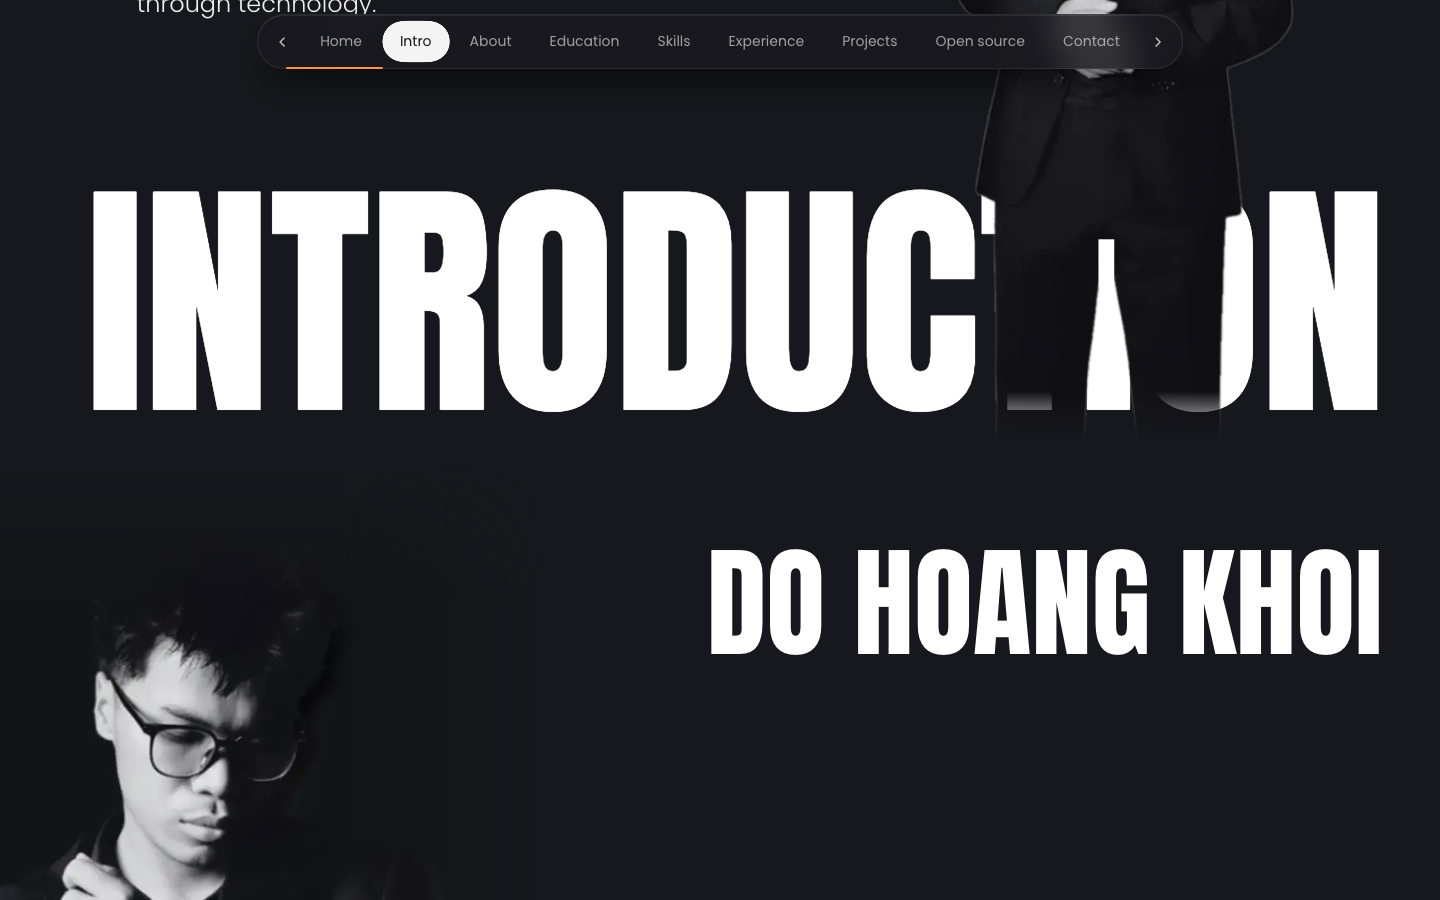 through technology.
Home Intro About Education Skills Experience Projects Open source Contact
INTRODUCTION
DO HOANG KHOI